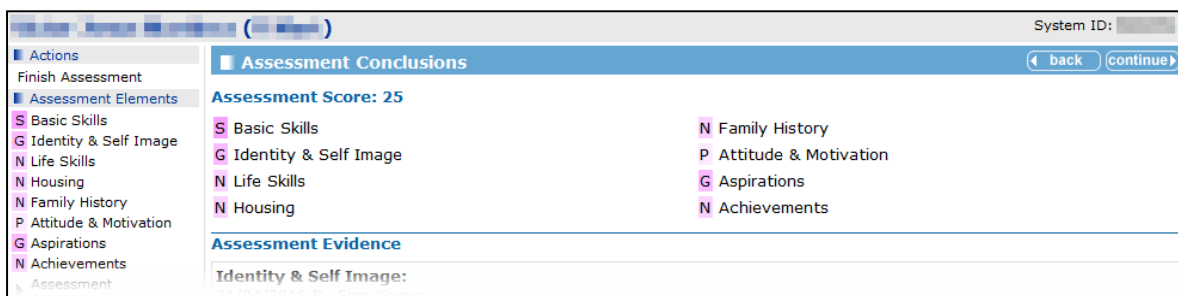 System ID:
Actions
Finish Assessment
Assessment Elements
S Basic Skills
G Identity & Self Image
N Life Skills
N Housing
N Family History
P Attitude & Motivation
G Aspirations
N Achievements
Assessment
Assessment Conclusions
back continue
Assessment Score: 25
S Basic Skills
G Identity & Self Image
N Life Skills
N Housing
N Family History
P Attitude & Motivation
G Aspirations
N Achievements
Assessment Evidence
Identity & Self Image: